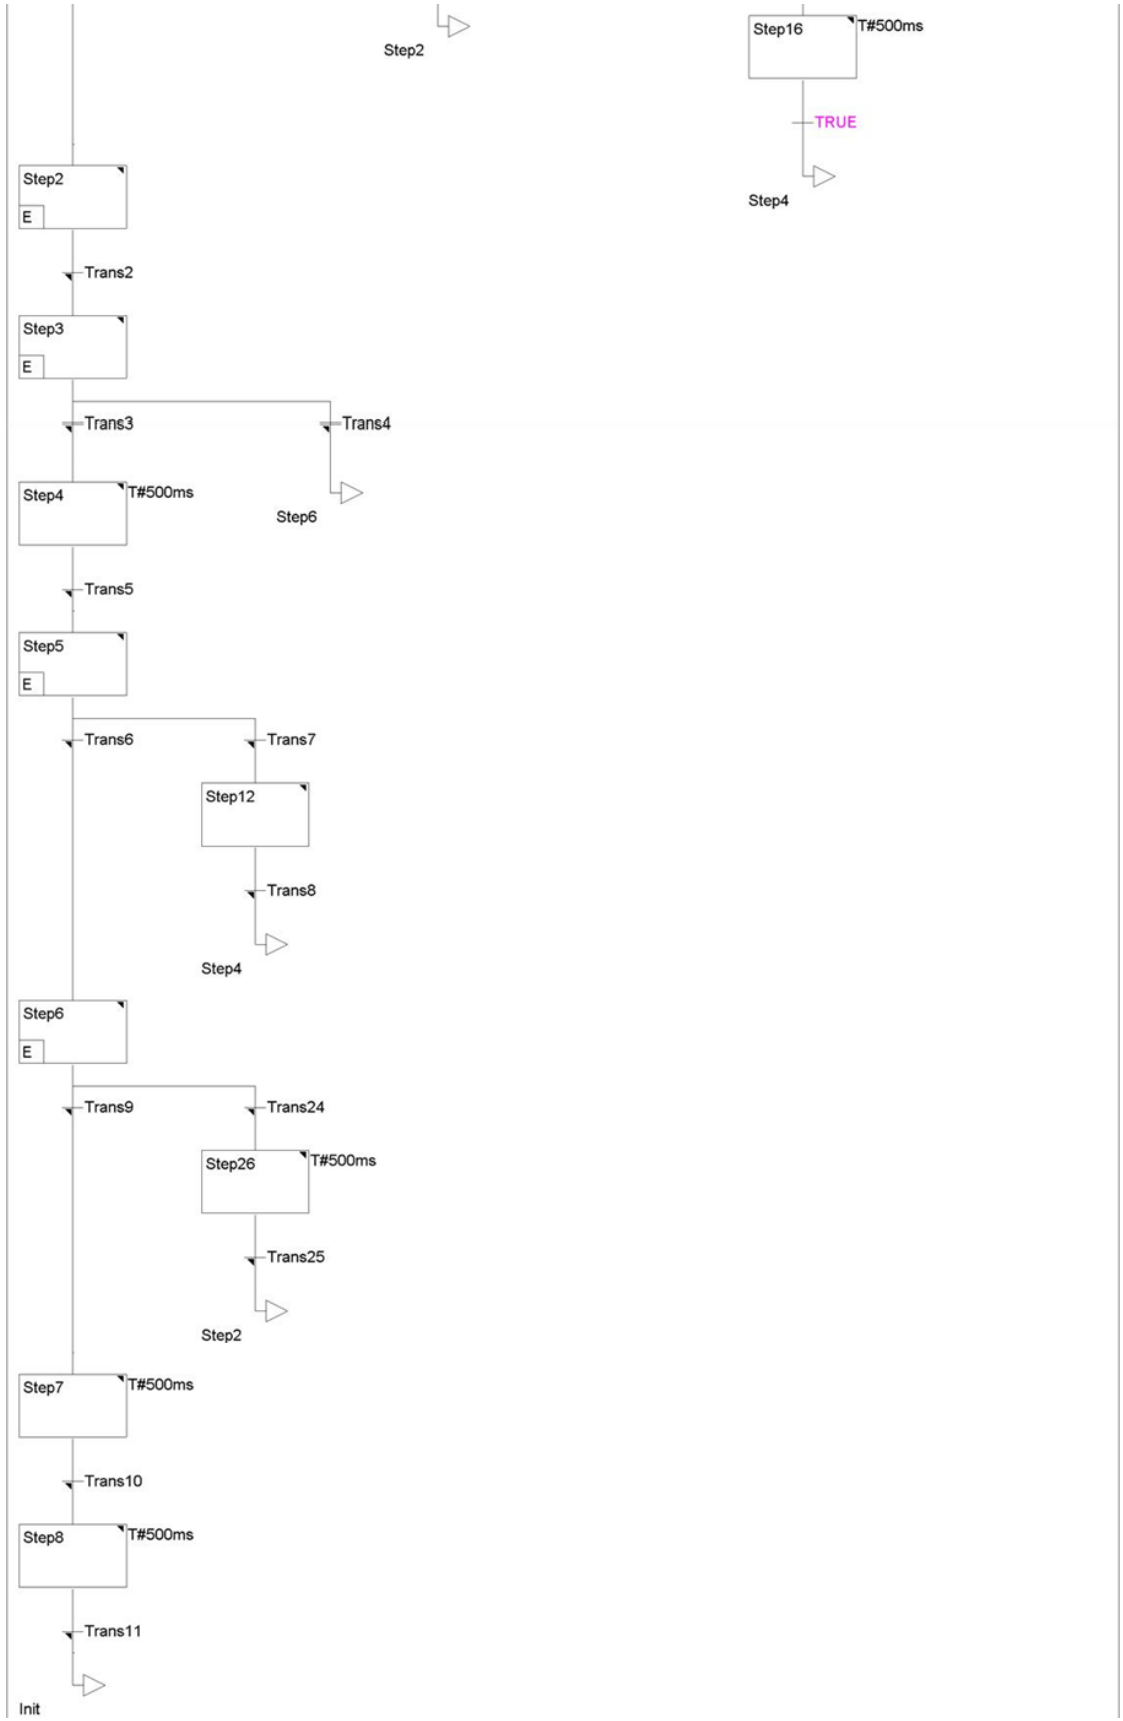 Step16
T#500ms
Step2
TRUE
Step2
E
Step4
Trans2
Step3
E
Trans3
Trans4
Step4
T#500ms
Step6
Trans5
Step5
E
Trans6
Trans7
Step12
Trans8
Step4
Step6
E
Trans9
Trans24
Step26
T#500ms
Trans25
Step2
Step7
T#500ms
Trans10
Step8
T#500ms
Trans11
Init